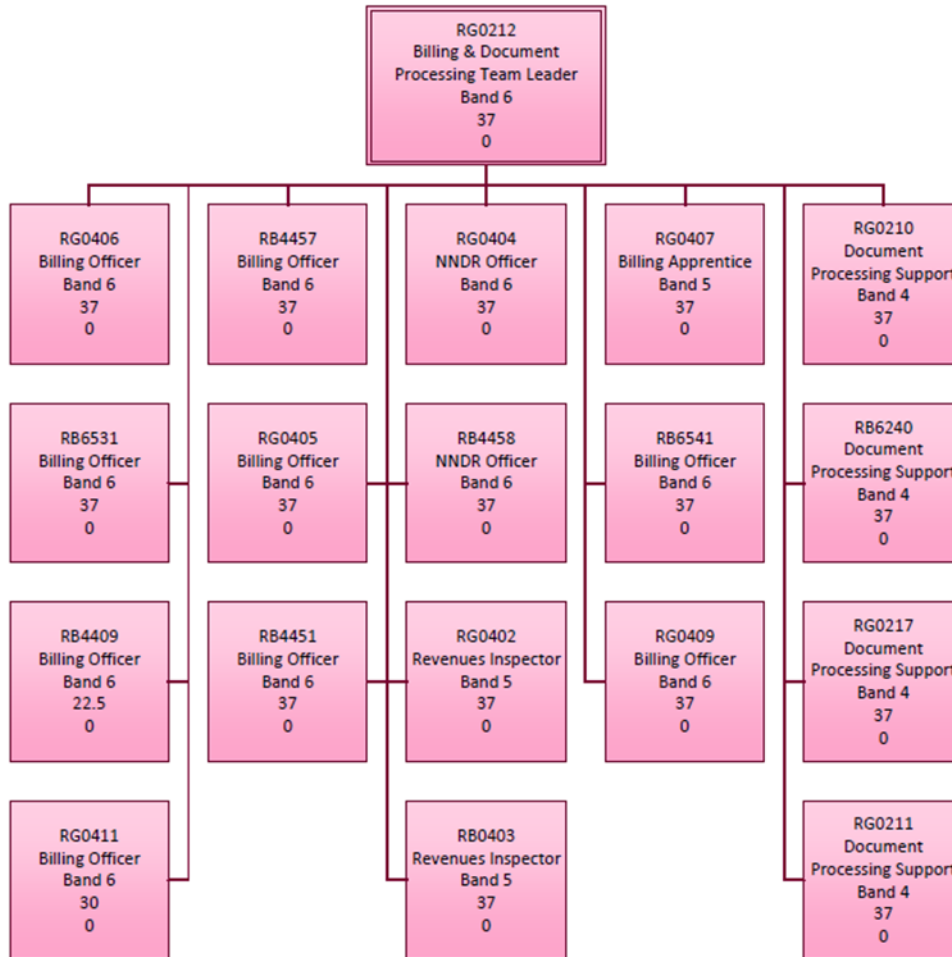 RG0212
Billing & Document
Processing Team Leader
Band 6
37
0
RG0406
Billing Officer
Band 6
37
0
RB4457
Billing Officer
Band 6
37
0
RG0404
NNDR Officer
Band 6
37
0
RG0407
Billing Apprentice
Band 5
37
0
RG0210
Document
Processing Support
Band 4
37
0
RB6531
Billing Officer
Band 6
37
0
RG0405
Billing Officer
Band 6
37
0
RB4458
NNDR Officer
Band 6
37
0
RB6541
Billing Officer
Band 6
37
0
RB6240
Document
Processing Support
Band 4
37
0
RB4409
Billing Officer
Band 6
22.5
0
RB4451
Billing Officer
Band 6
37
0
RG0402
Revenues Inspector
Band 5
37
0
RG0409
Billing Officer
Band 6
37
0
RG0217
Document
Processing Support
Band 4
37
0
RG0411
Billing Officer
Band 6
30
0
RB0403
Revenues Inspector
Band 5
37
0
RG0211
Document
Processing Support
Band 4
37
0